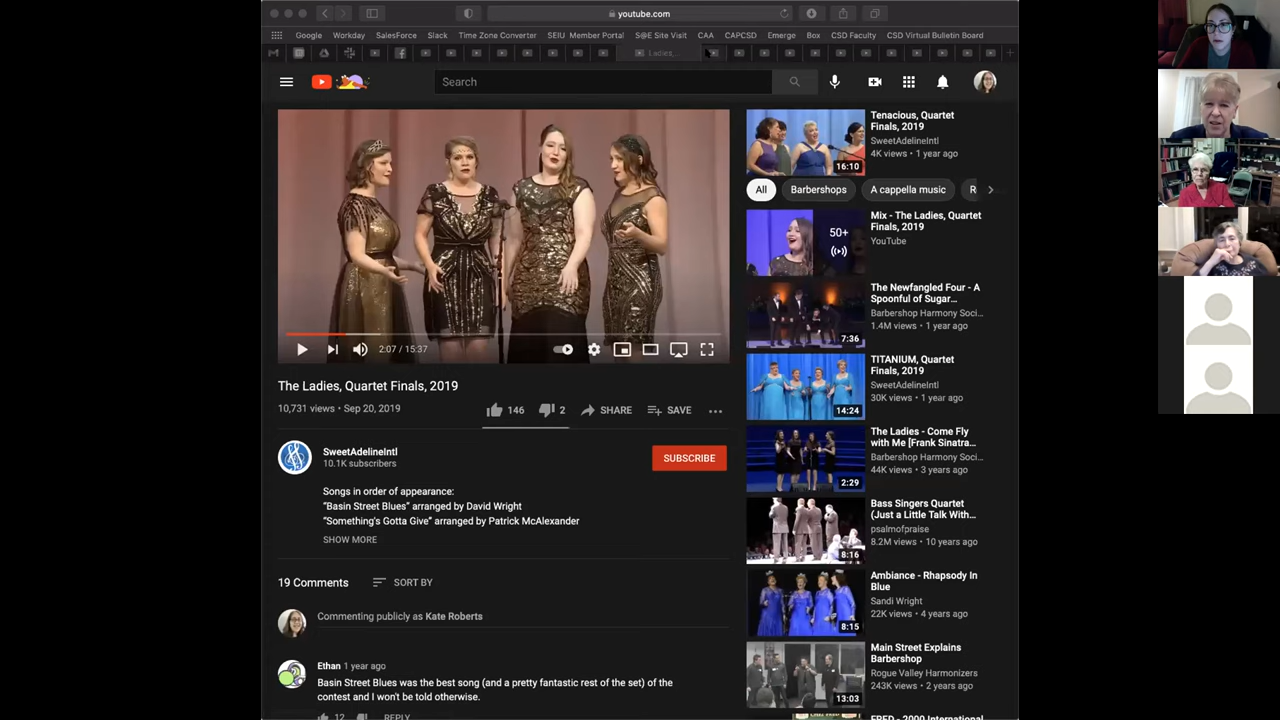 youtube.com
Google Workday SalesForce Slack Time Zone Converter SEIU Member Portal S@E Site Visit CAA CAPCSD Emerge Box CSD Faculty CSD Virtual Bulletin Board
Ladies,
Search
2:07 / 15:37
The Ladies, Quartet Finals, 2019
10,731 views • Sep 20, 2019
146 2 SHARE SAVE
SweetAdelineIntl
10.1K subscribers
SUBSCRIBE
Songs in order of appearance:
“Basin Street Blues” arranged by David Wright
“Something's Gotta Give” arranged by Patrick McAlexander
SHOW MORE
19 Comments SORT BY
Commenting publicly as Kate Roberts
Ethan 1 year ago
Basin Street Blues was the best song (and a pretty fantastic rest of the set) of the
contest and I won't be told otherwise.
12 REPLY
16:10
Tenacious, Quartet
Finals, 2019
SweetAdelineIntl
4K views • 1 year ago
All Barbershops A cappella music R
50+
Mix - The Ladies, Quartet
Finals, 2019
YouTube
7:36
The Newfangled Four - A
Spoonful of Sugar...
Barbershop Harmony Soci...
1.4M views • 1 year ago
14:24
TITANIUM, Quartet
Finals, 2019
SweetAdelineIntl
30K views • 1 year ago
2:29
The Ladies - Come Fly
with Me [Frank Sinatra...
Barbershop Harmony Soci...
44K views • 3 years ago
8:16
Bass Singers Quartet
(Just a Little Talk With...
psalmofpraise
8.2M views • 10 years ago
8:15
Ambiance - Rhapsody In
Blue
Sandi Wright
22K views • 4 years ago
13:03
Main Street Explains
Barbershop
Rogue Valley Harmonizers
243K views • 2 years ago
FRED - 2000 International